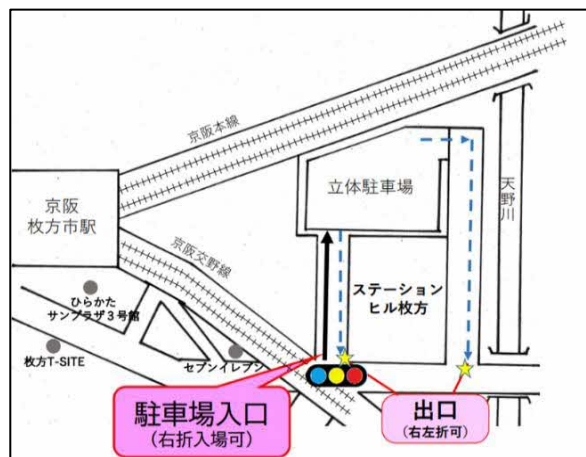 京阪本線
立体駐車場
天野川
京阪
枚方市駅
京阪交野線
ステーション
ヒル枚方
ひらかた
サンプラザ3号館
枚方T-SITE
セブンイレブン
駐車場入口
(右折入場可)
出口
(右左折可)